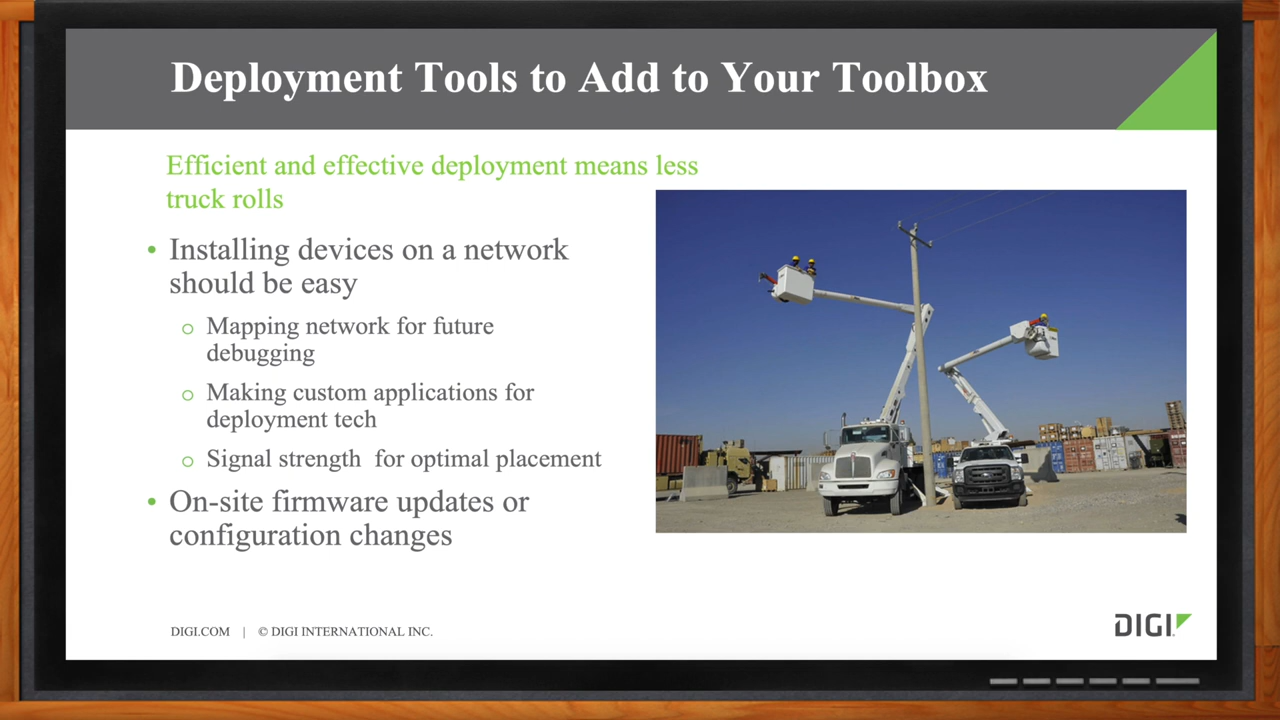 Deployment Tools to Add to Your Toolbox
Efficient and effective deployment means less
truck rolls
• Installing devices on a network
should be easy
o Mapping network for future
debugging
o Making custom applications for
deployment tech
o Signal strength  for optimal placement
• On-site firmware updates or
configuration changes
DIGI.COM | © DIGI INTERNATIONAL INC.
DIGI